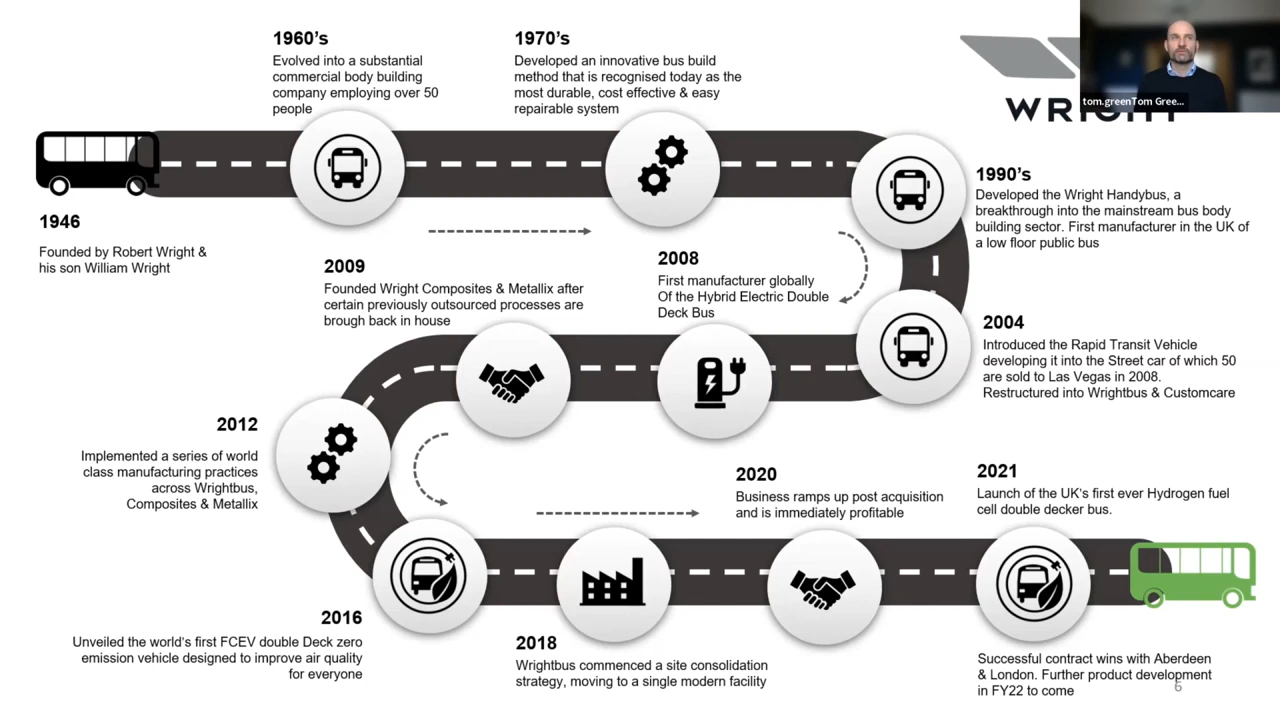 1960's
Evolved into a substantial
commercial body building
company employing over 50
people
1970's
Developed an innovative bus build
method that is recognised today as the
most durable, cost effective & easy
repairable system
tom.greenTom Gree...
WRIGHT
1946
Founded by Robert Wright &
his son William Wright
1990's
Developed the Wright Handybus, a
breakthrough into the mainstream bus body
building sector. First manufacturer in the UK of
a low floor public bus
2004
Introduced the Rapid Transit Vehicle
developing it into the Street car of which 50
are sold to Las Vegas in 2008.
Restructured into Wrightbus & Customcare
2008
First manufacturer globally
Of the Hybrid Electric Double
Deck Bus
2009
Founded Wright Composites & Metallix after
certain previously outsourced processes are
brough back in house
2012
Implemented a series of world
class manufacturing practices
across Wrightbus,
Composites & Metallix
2016
Unveiled the world's first FCEV double Deck zero
emission vehicle designed to improve air quality
for everyone
2018
Wrightbus commenced a site consolidation
strategy, moving to a single modern facility
2020
Business ramps up post acquisition
and is immediately profitable
2021
Launch of the UK's first ever Hydrogen fuel
cell double decker bus.
Successful contract wins with Aberdeen
& London. Further product development
in FY22 to come